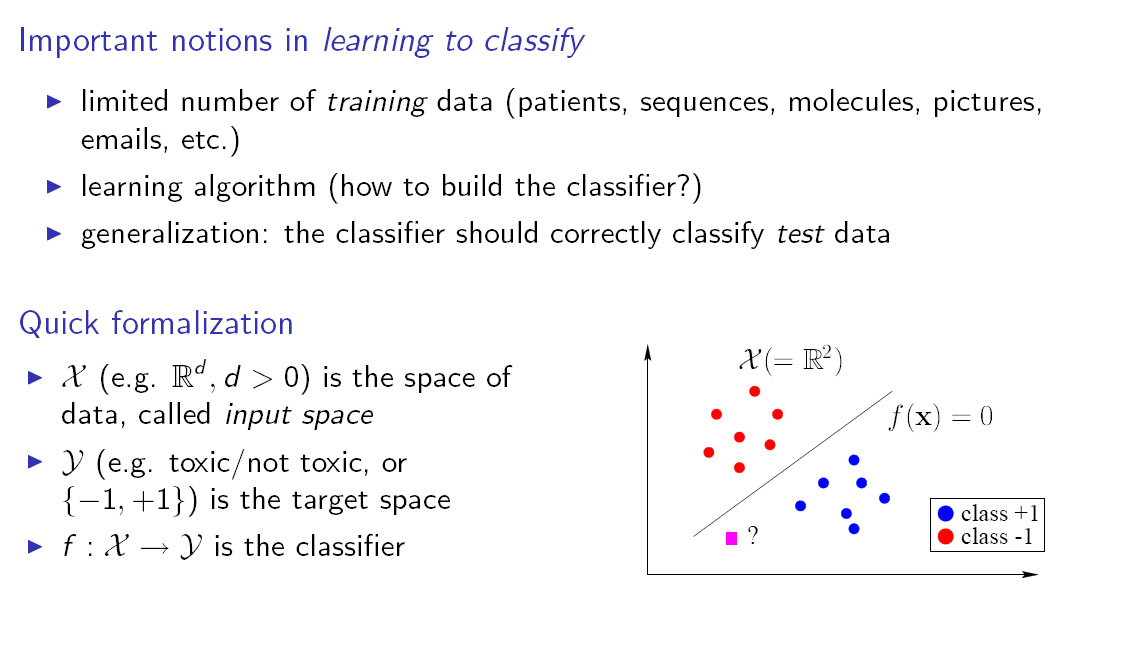 Important notions in learning to classify
▶ limited number of training data (patients, sequences, molecules, pictures,
emails, etc.)
▶ learning algorithm (how to build the classifier?)
▶ generalization: the classifier should correctly classify test data
Quick formalization
▶ 𝒳 (e.g. ℝᵈ, d > 0) is the space of
data, called input space
▶ 𝒴 (e.g. toxic/not toxic, or
{−1, +1}) is the target space
▶ f : 𝒳 → 𝒴 is the classifier
𝒳(= ℝ²)
f(𝐱) = 0
?
class +1
class -1